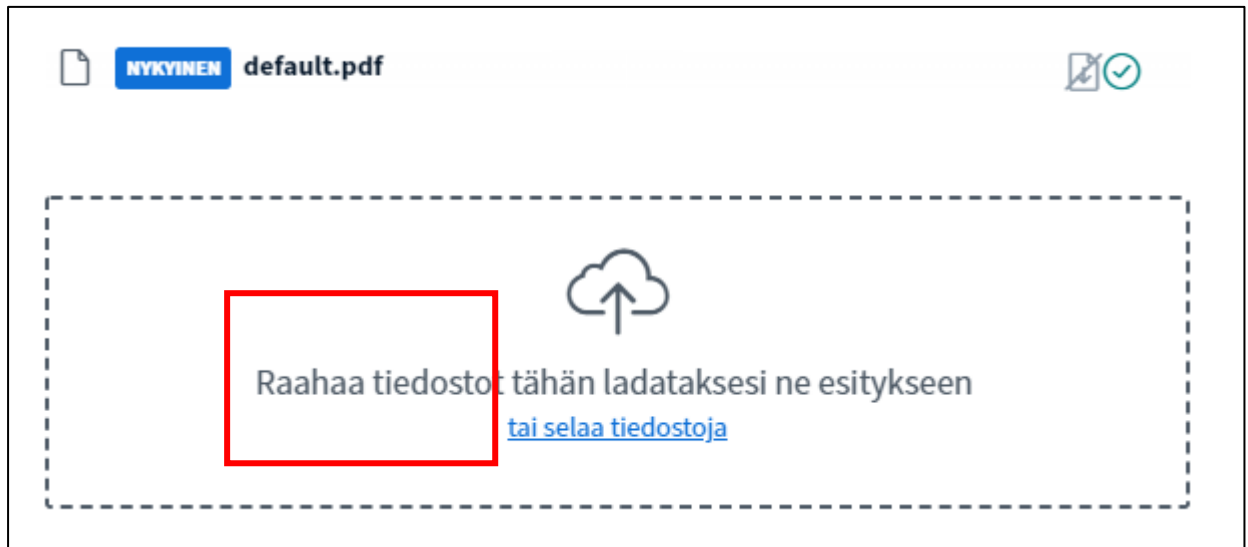 NYKYINEN default.pdf
Raahaa tiedostot tähän ladataksesi ne esitykseen
tai selaa tiedostoja